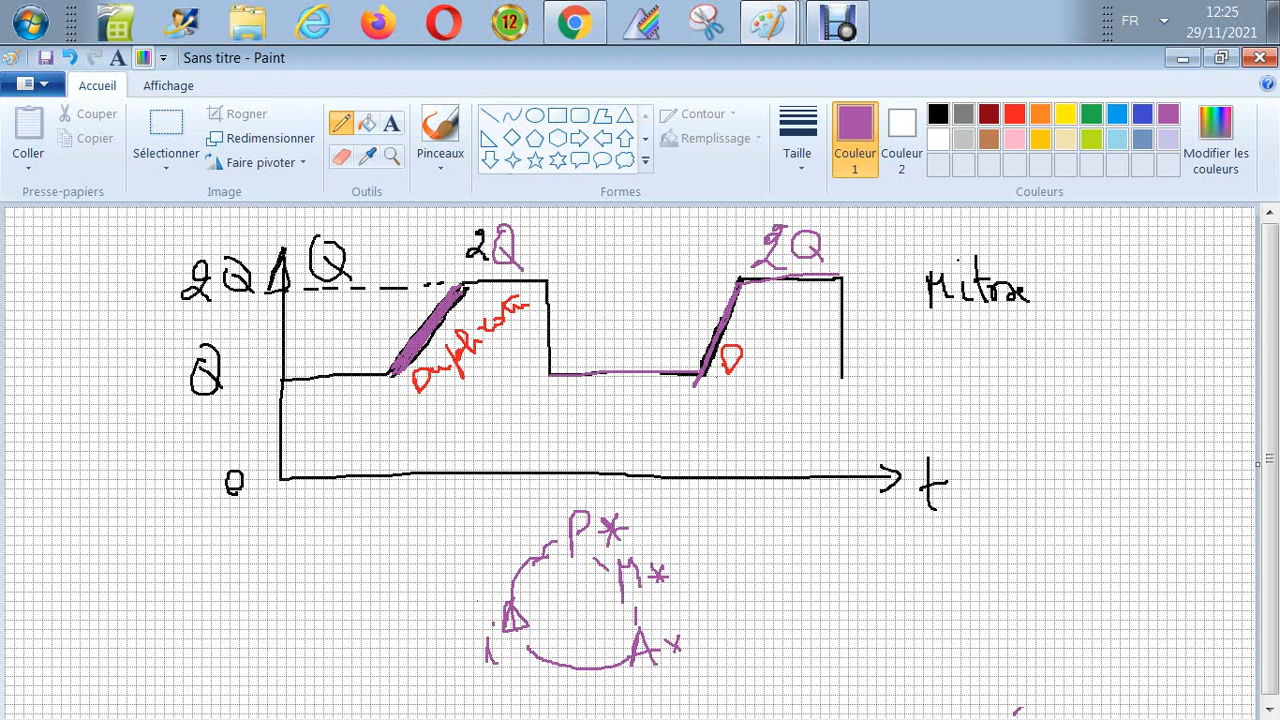 12
FR
12:25
29/11/2021
Sans titre - Paint
Accueil
Affichage
Coller
Couper
Copier
Presse-papiers
Sélectionner
Rogner
Redimensionner
Faire pivoter
Image
A
Outils
Pinceaux
Formes
Contour
Remplissage
Taille
Couleur
1
Couleur
2
Modifier les
couleurs
Couleurs
2Q
Q
2Q
2Q
D
Q
0
t
P*
M*
A*
i